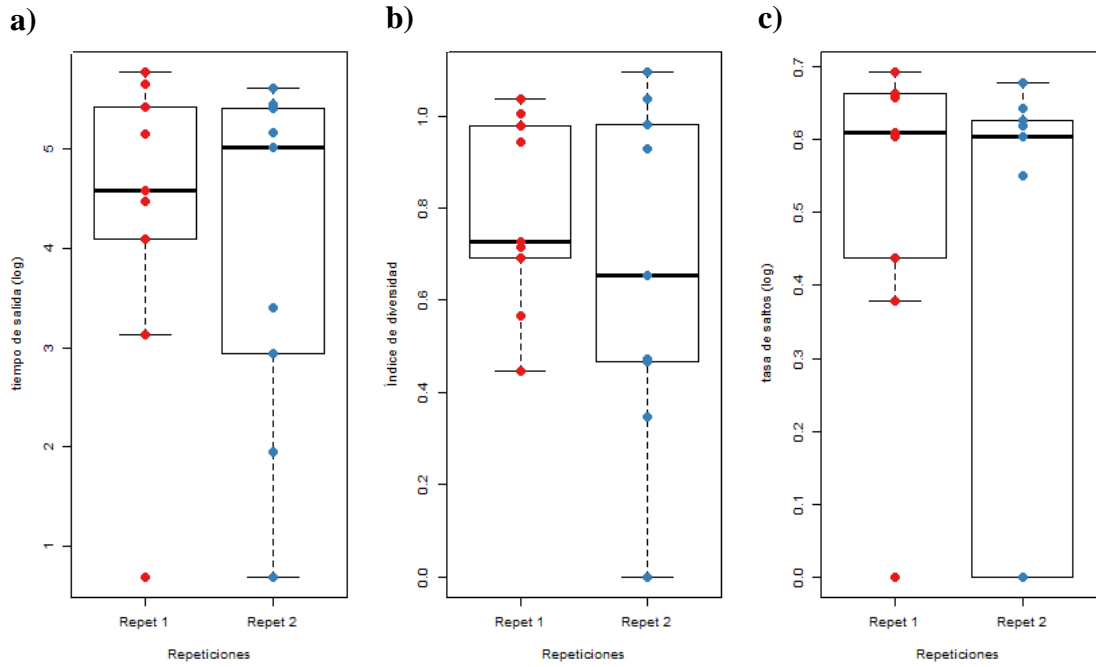 a)
tiempo de salida (log)
5
4
3
2
1
Repet 1
Repet 2
Repeticiones
b)
Índice de diversidad
1.0
0.8
0.6
0.4
0.2
0.0
Repet 1
Repet 2
Repeticiones
c)
tasa de saltos (log)
0.7
0.6
0.5
0.4
0.3
0.2
0.1
0.0
Repet 1
Repet 2
Repeticiones